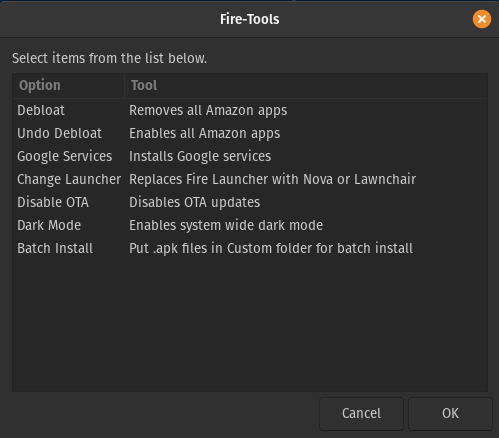 Fire-Tools
Select items from the list below.
Option Tool
Debloat Removes all Amazon apps
Undo Debloat Enables all Amazon apps
Google Services Installs Google services
Change Launcher Replaces Fire Launcher with Nova or Lawnchair
Disable OTA Disables OTA updates
Dark Mode Enables system wide dark mode
Batch Install Put .apk files in Custom folder for batch install
Cancel OK